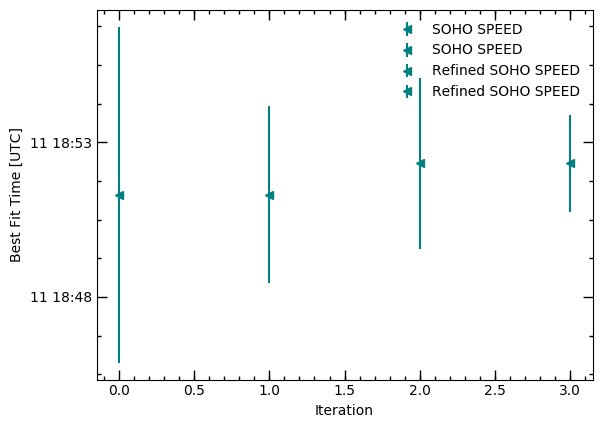 SOHO SPEED
SOHO SPEED
Refined SOHO SPEED
Refined SOHO SPEED
Best Fit Time [UTC]
11 18:53
11 18:48
0.0 0.5 1.0 1.5 2.0 2.5 3.0
Iteration